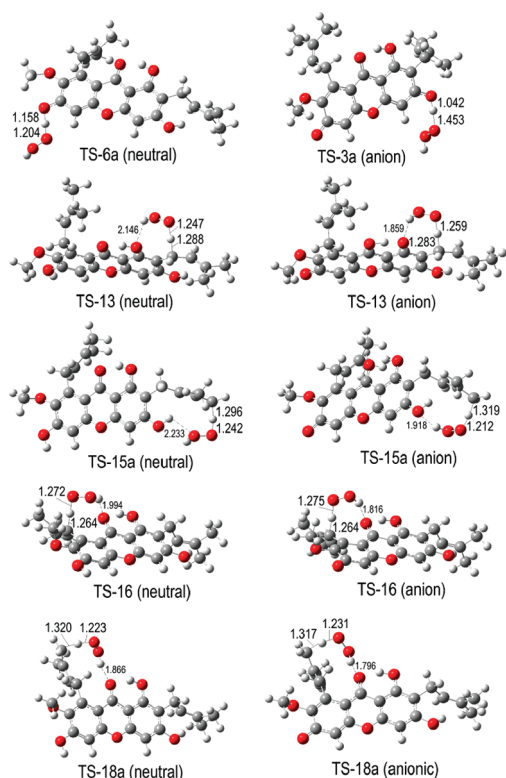 1.158
1.204
TS-6a (neutral)
1.042
1.453
TS-3a (anion)
2.146
1.247
1.288
TS-13 (neutral)
1.859
1.259
1.283
TS-13 (anion)
1.296
1.242
2.233
TS-15a (neutral)
1.319
1.212
1.918
TS-15a (anion)
1.272
1.994
1.264
TS-16 (neutral)
1.275
1.816
1.264
TS-16 (anion)
1.320
1.223
1.866
TS-18a (neutral)
1.231
1.317
1.796
TS-18a (anionic)